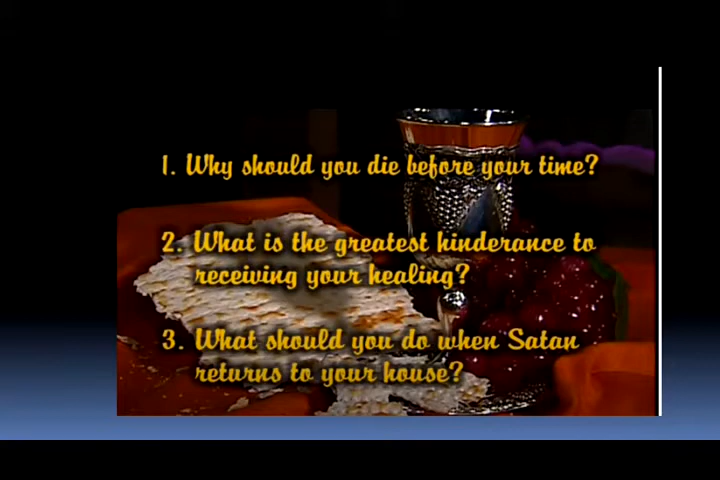 1. Why should you die before your time?
2. What is the greatest hinderance to
receiving your healing?
3. What should you do when Satan
returns to your house?